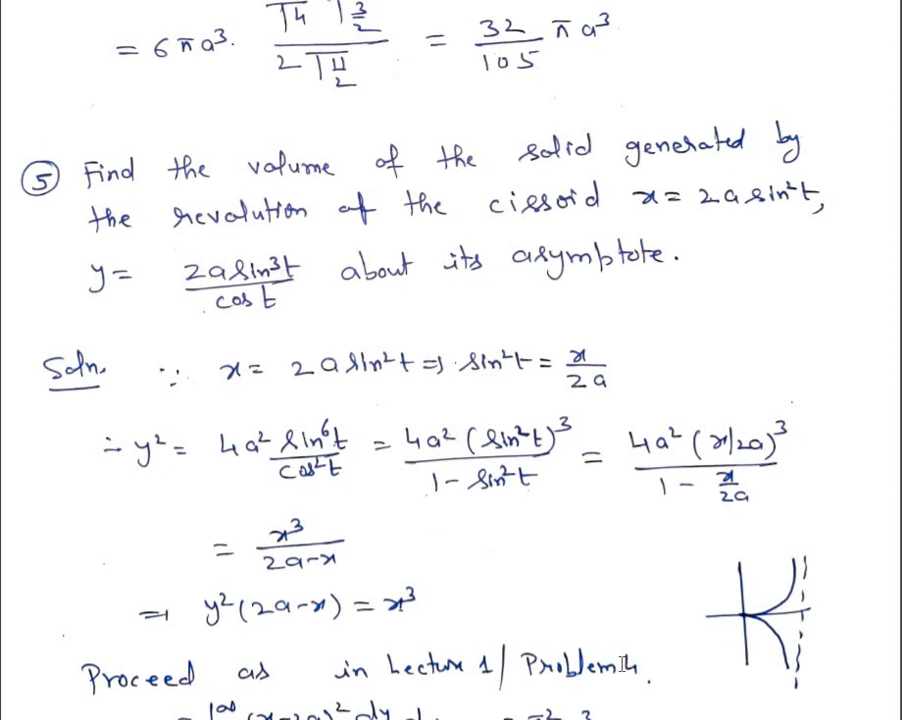 = 6πa³. Γ4 Γ3/2 / 2 Γ11/2 = 32/105 πa³
⑤ Find the volume of the solid generated by
the revolution of the cissoid x = 2a sin²t,
y = 2a sin³t / cos t about its asymptote.
Soln. ∵ x = 2a sin²t ⇒ sin²t = x/2a
∴ y² = 4a² sin⁶t / cos²t = 4a² (sin²t)³ / 1 - sin²t = 4a² (x/2a)³ / 1 - x/2a
= x³ / 2a-x
⇒ y²(2a-x) = x³
Proceed as in Lecture 1/ Problem 4.